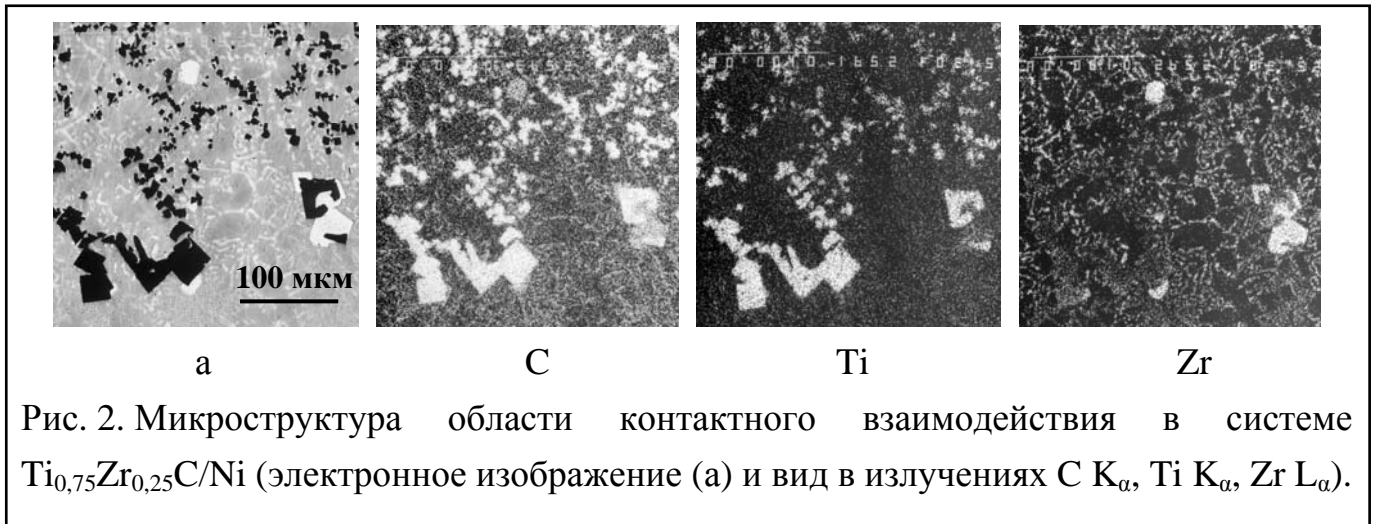 100 мкм
а С Ti Zr
Рис. 2. Микроструктура области контактного взаимодействия в системе
Ti₀,₇₅Zr₀,₂₅C/Ni (электронное изображение (а) и вид в излучениях C Kα, Ti Kα, Zr Lα).